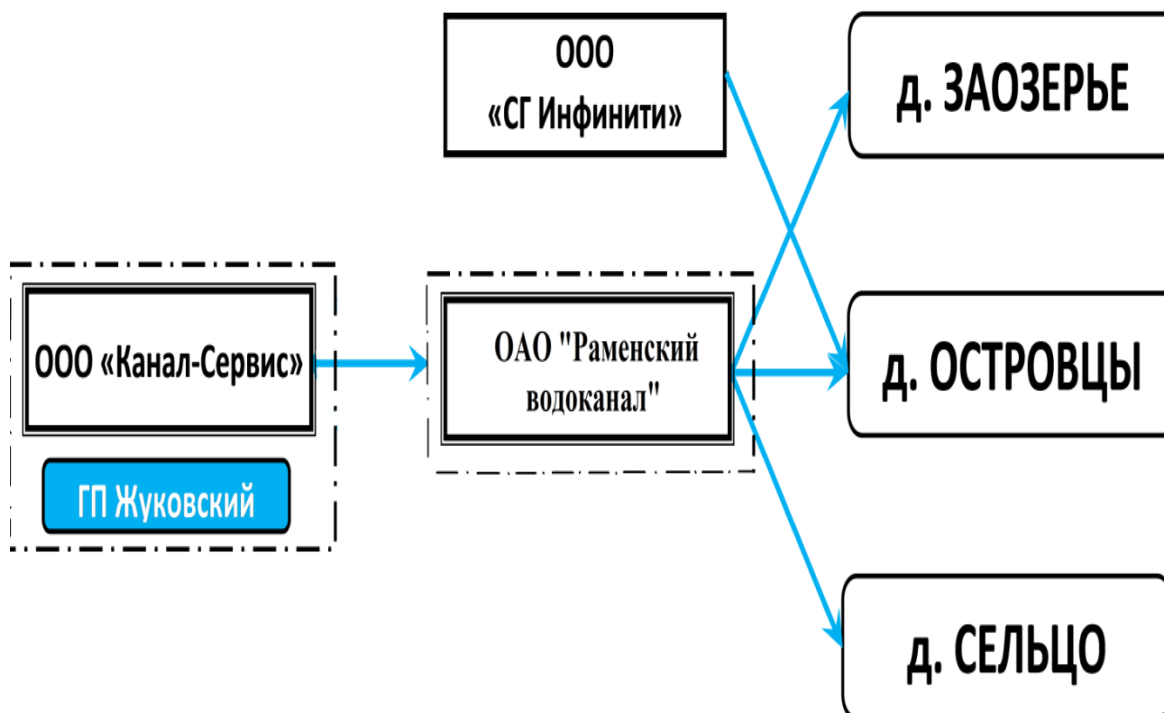 ООО
«СГ Инфинити»
д. ЗАОЗЕРЬЕ
ООО «Канал-Сервис»
ГП Жуковский
ОАО "Раменский
водоканал"
д. ОСТРОВЦЫ
д. СЕЛЬЦО